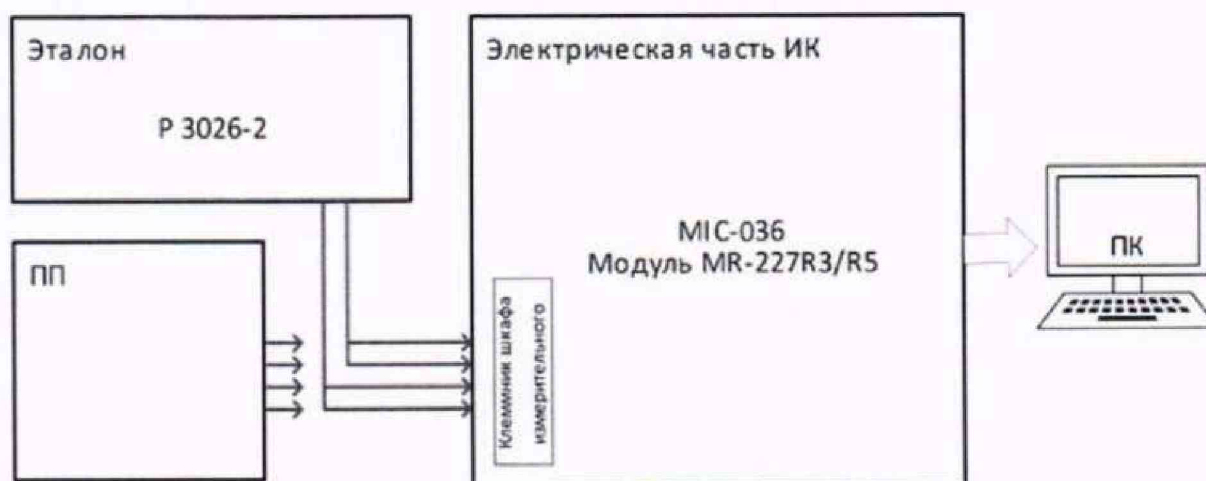 Эталон
Р 3026-2
ПП
Электрическая часть ИК
MIC-036
Модуль MR-227R3/R5
Клеммник шкафа
измерительного
ПК